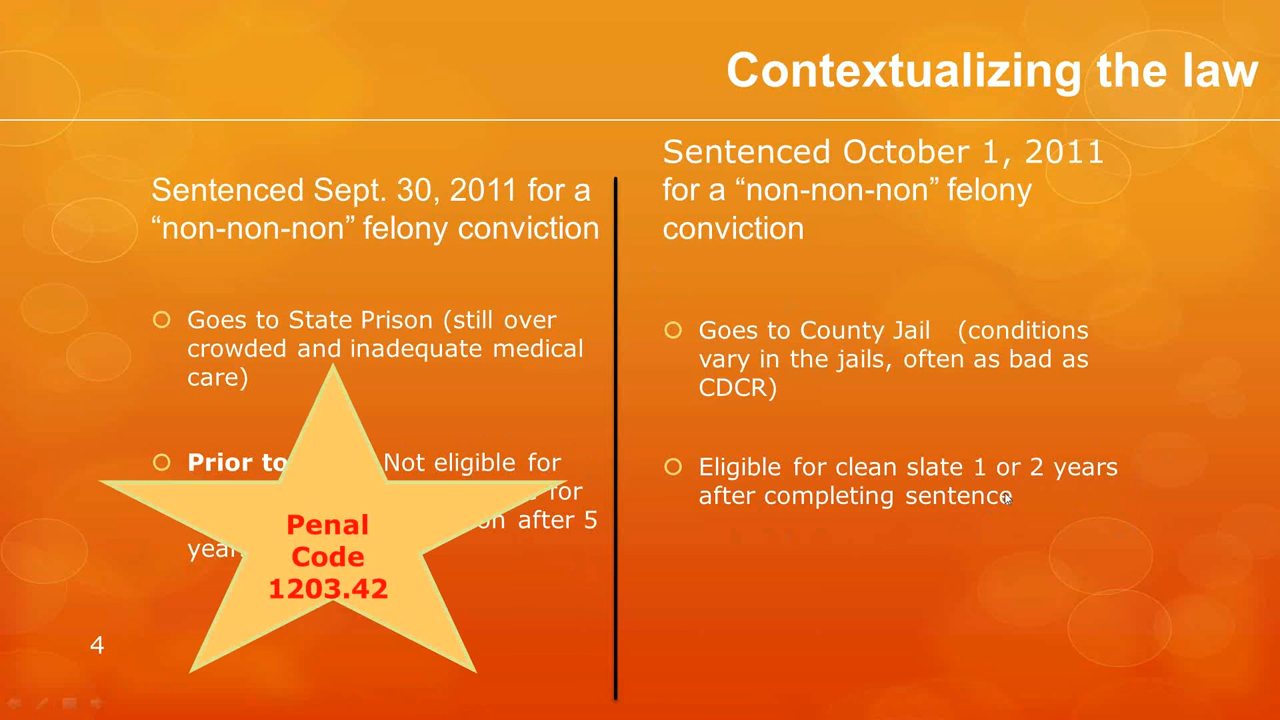 Contextualizing the law
Sentenced Sept. 30, 2011 for a
“non-non-non” felony conviction
Goes to State Prison (still over
crowded and inadequate medical
care)
Prior to Not eligible for
for
after 5
Penal
Code
1203.42
Sentenced October 1, 2011
for a “non-non-non” felony
conviction
Goes to County Jail (conditions
vary in the jails, often as bad as
CDCR)
Eligible for clean slate 1 or 2 years
after completing sentence
4